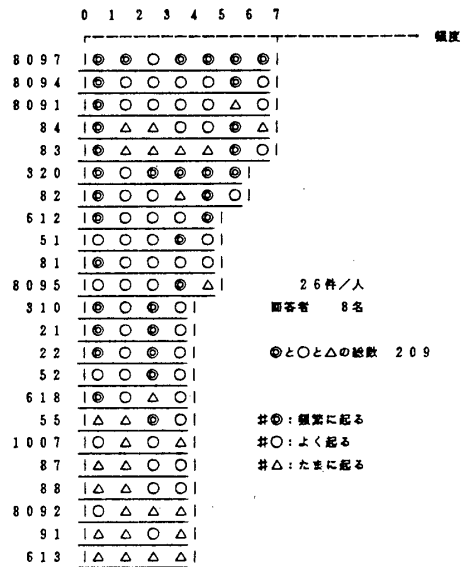 0 1 2 3 4 5 6 7
頻度
8097 |◎ ◎ ○ ◎ ◎ ◎ ◎|
8094 |◎ ○ ○ ○ ○ ◎ ○|
8091 |◎ ○ ○ ○ ○ △ ○|
84 |◎ △ △ ○ ○ ◎ △|
83 |◎ △ △ △ △ ◎ ○|
320 |◎ ○ ◎ ◎ ◎ ◎|
82 |◎ ○ ○ △ ◎ ○|
612 |◎ ○ ○ ○ ◎|
51 |○ ○ ○ ◎ ○|
81 |◎ ○ ○ ○ ○|
8095 |○ ○ ○ ◎ △| 26件/人
310 |◎ ○ ◎ ○| 回答者 8名
21 |◎ ○ ◎ ○|
22 |◎ ○ ◎ ○| ◎と○と△の総数 209
52 |○ ○ ◎ ○|
618 |◎ ○ △ ○|
55 |△ △ ◎ ○| #◎:頻繁に起る
1007 |○ △ ○ △| #○:よく起る
87 |△ △ ○ ○| #△:たまに起る
88 |△ △ ○ ○|
8092 |○ △ △ △|
91 |△ △ ○ △|
613 |△ △ △ △|